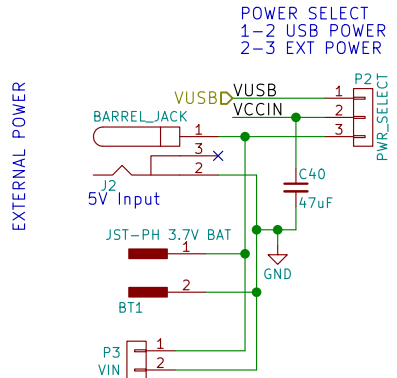 POWER SELECT
1-2 USB POWER
2-3 EXT POWER
EXTERNAL POWER
P2
PWR_SELECT
VUSB
VUSB
VCCIN
1
2
3
BARREL_JACK
1
3
2
J2
5V Input
C40
47uF
GND
JST-PH 3.7V BAT
1
2
BT1
P3
VIN
1
2